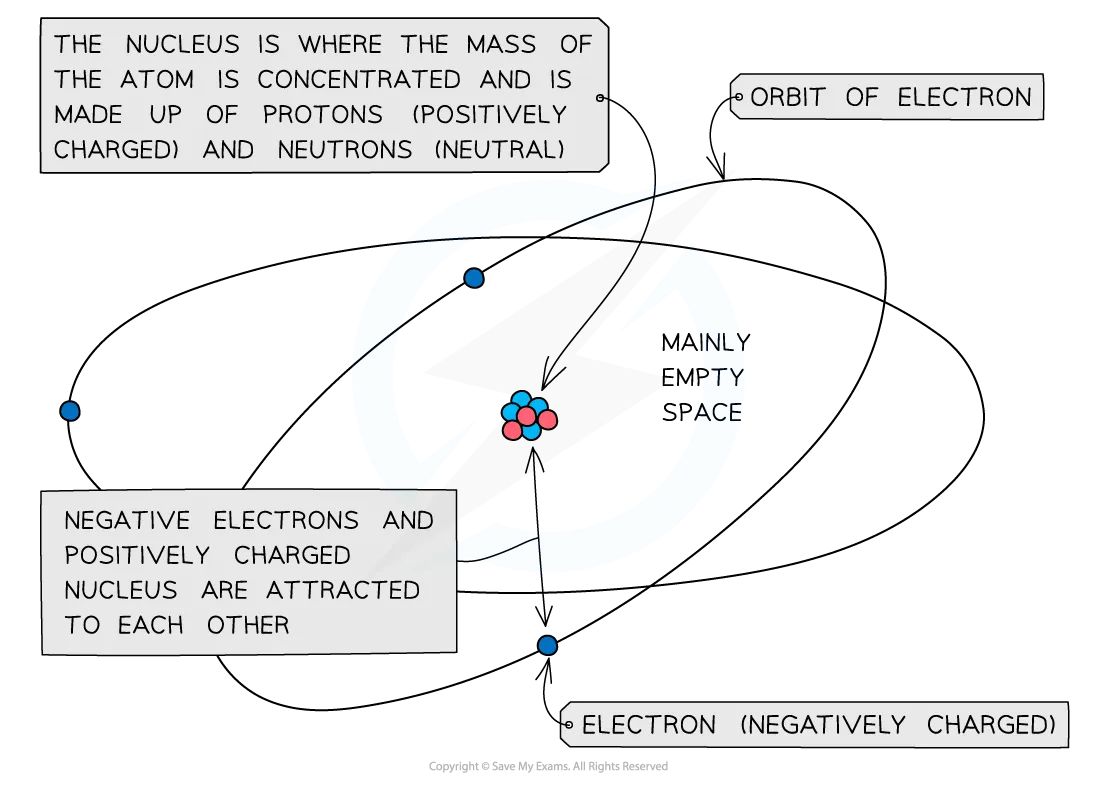 THE NUCLEUS IS WHERE THE MASS OF
THE ATOM IS CONCENTRATED AND IS
MADE UP OF PROTONS (POSITIVELY
CHARGED) AND NEUTRONS (NEUTRAL)
ORBIT OF ELECTRON
MAINLY
EMPTY
SPACE
NEGATIVE ELECTRONS AND
POSITIVELY CHARGED
NUCLEUS ARE ATTRACTED
TO EACH OTHER
ELECTRON (NEGATIVELY CHARGED)
Copyright © Save My Exams. All Rights Reserved